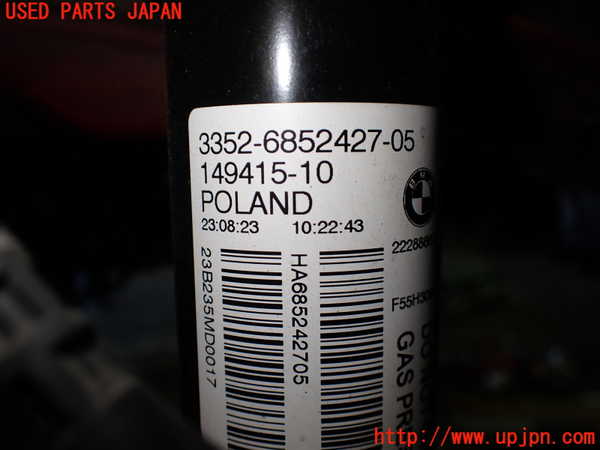 USED PARTS JAPAN
3352-6852427-05
149415-10
POLAND
23:08:23 10:22:43
23B235MD0017
HA685242705
BMW
GAS
http://www.upjpn.com/